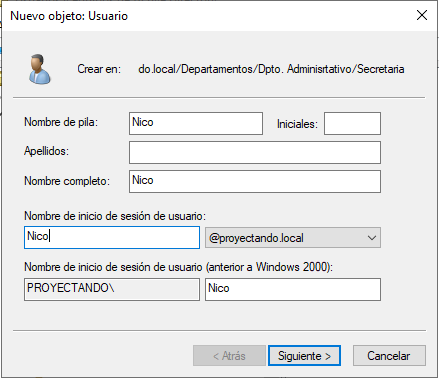 Nuevo objeto: Usuario
Crear en: do.local/Departamentos/Dpto. Adminisrtativo/Secretaria
Nombre de pila: Nico Iniciales:
Apellidos:
Nombre completo: Nico
Nombre de inicio de sesión de usuario:
Nico @proyectando.local
Nombre de inicio de sesión de usuario (anterior a Windows 2000):
PROYECTANDO\ Nico
< Atrás Siguiente > Cancelar